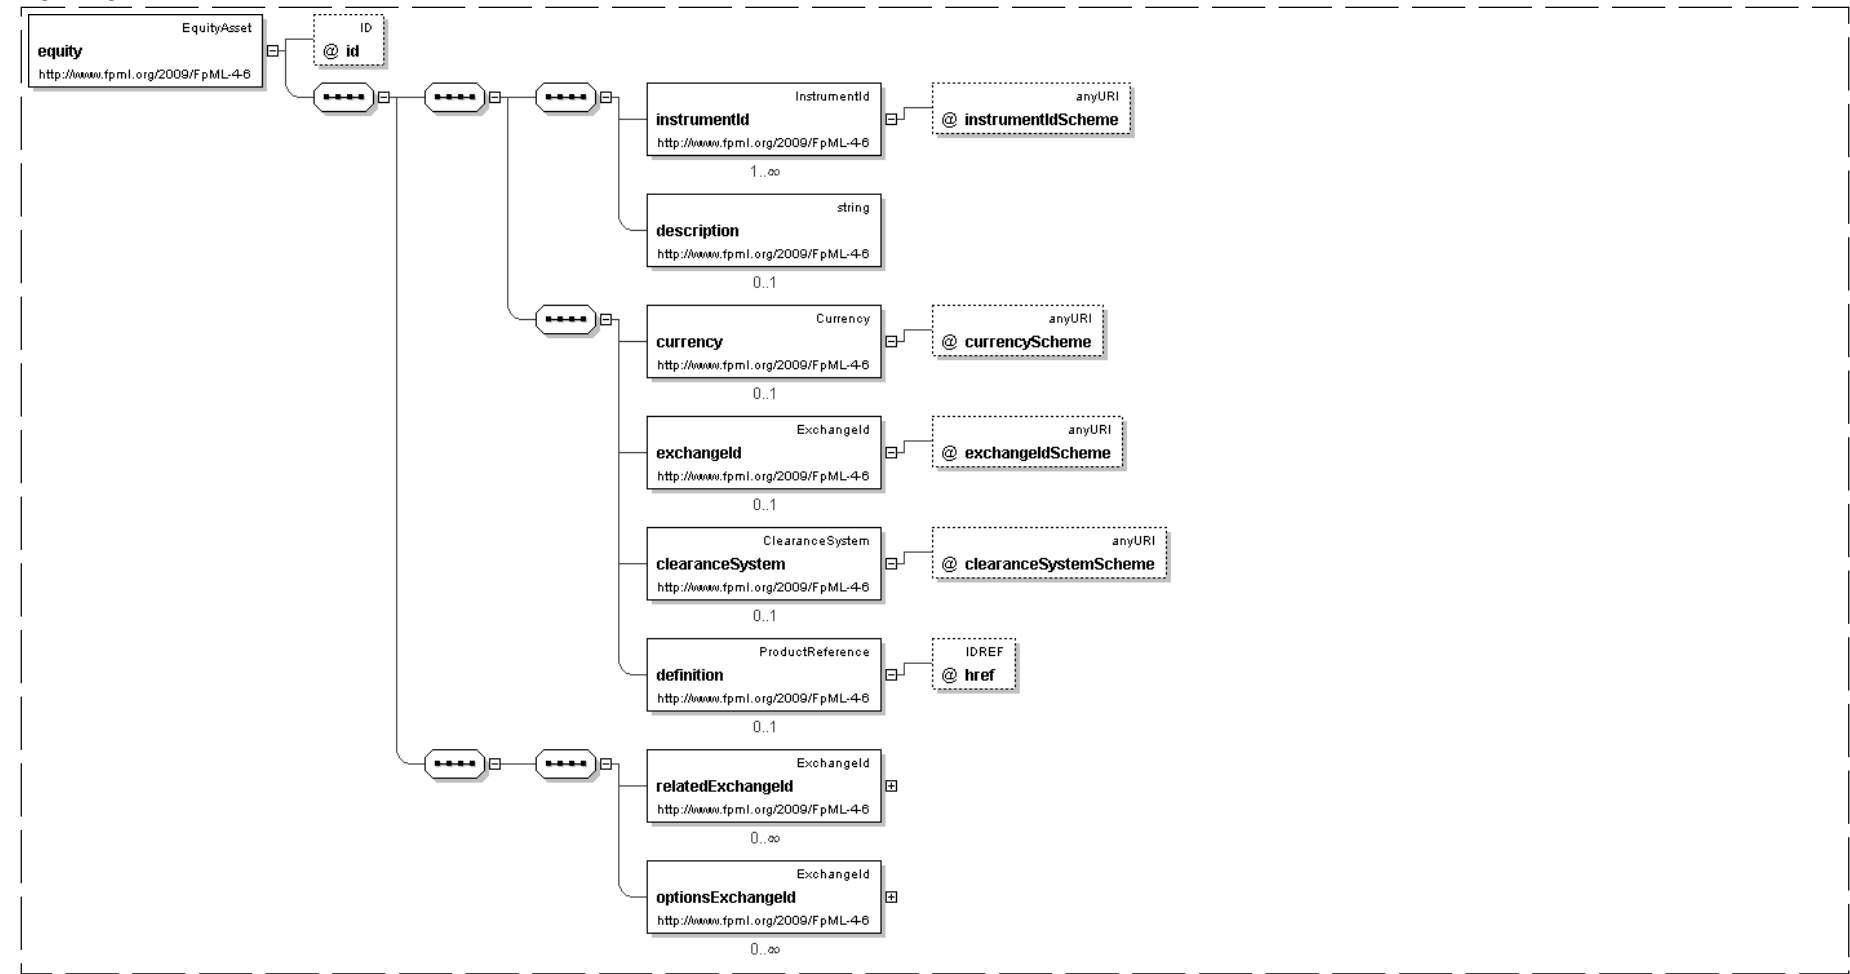 EquityAsset
equity
http://www.fpml.org/2009/FpML-4-6
ID
@ id
InstrumentId
instrumentId
http://www.fpml.org/2009/FpML-4-6
1..∞
anyURI
@ instrumentIdScheme
string
description
http://www.fpml.org/2009/FpML-4-6
0..1
Currency
currency
http://www.fpml.org/2009/FpML-4-6
0..1
anyURI
@ currencyScheme
ExchangeId
exchangeId
http://www.fpml.org/2009/FpML-4-6
0..1
anyURI
@ exchangeIdScheme
ClearanceSystem
clearanceSystem
http://www.fpml.org/2009/FpML-4-6
0..1
anyURI
@ clearanceSystemScheme
ProductReference
definition
http://www.fpml.org/2009/FpML-4-6
0..1
IDREF
@ href
ExchangeId
relatedExchangeId
http://www.fpml.org/2009/FpML-4-6
0..∞
ExchangeId
optionsExchangeId
http://www.fpml.org/2009/FpML-4-6
0..∞